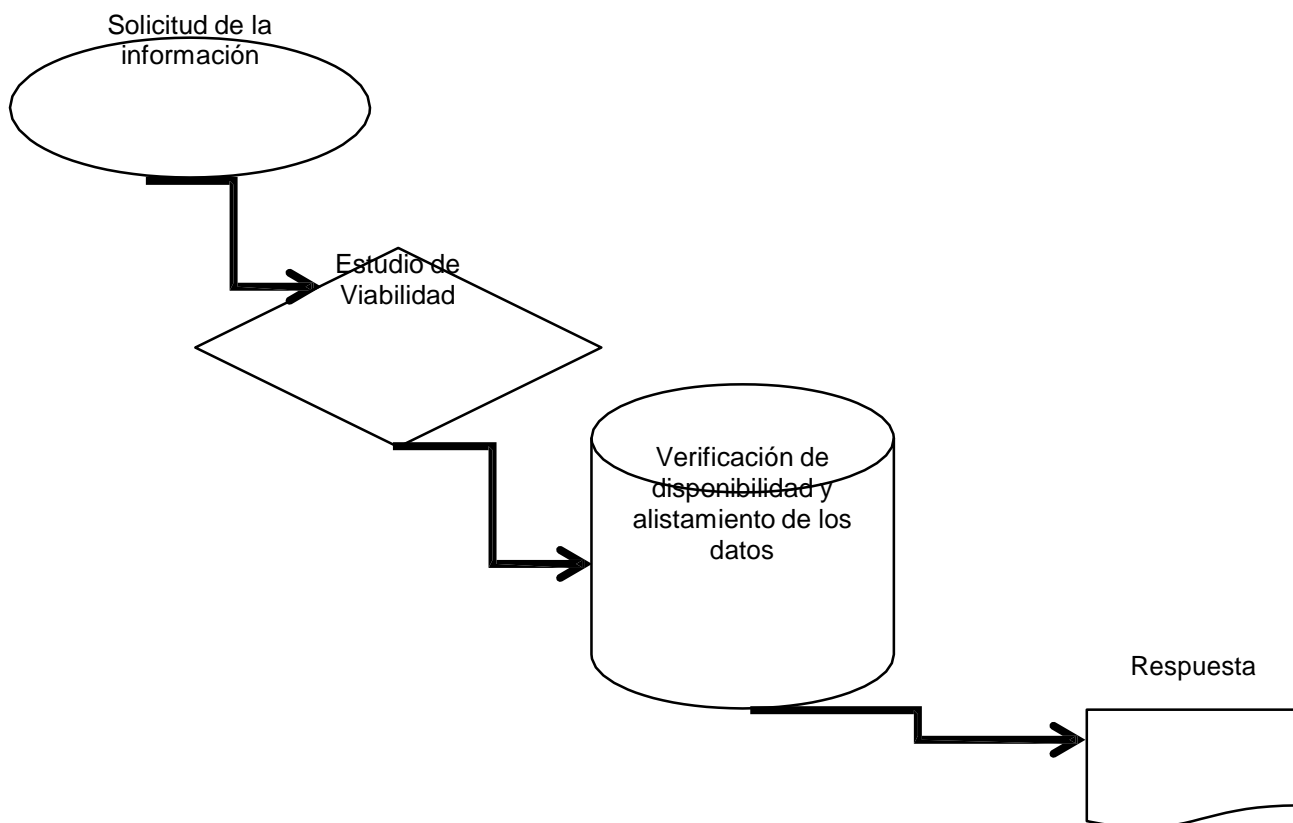 Solicitud de la
información
Estudio de
Viabilidad
Verificación de
disponibilidad y
alistamiento de los
datos
Respuesta